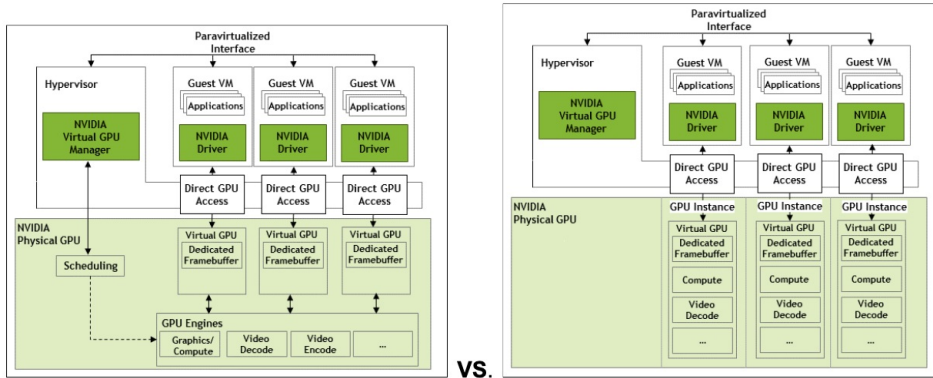 Paravirtualized
Interface
Hypervisor
NVIDIA
Virtual GPU
Manager
Guest VM
Applications
NVIDIA
Driver
Guest VM
Applications
NVIDIA
Driver
Guest VM
Applications
NVIDIA
Driver
Direct GPU
Access
Direct GPU
Access
Direct GPU
Access
NVIDIA
Physical GPU
Scheduling
Virtual GPU
Dedicated
Framebuffer
Virtual GPU
Dedicated
Framebuffer
Virtual GPU
Dedicated
Framebuffer
GPU Engines
Graphics/
Compute
Video
Decode
Video
Encode
...
VS.
Paravirtualized
Interface
Hypervisor
NVIDIA
Virtual GPU
Manager
Guest VM
Applications
NVIDIA
Driver
Guest VM
Applications
NVIDIA
Driver
Guest VM
Applications
NVIDIA
Driver
Direct GPU
Access
Direct GPU
Access
Direct GPU
Access
NVIDIA
Physical GPU
GPU Instance
Virtual GPU
Dedicated
Framebuffer
Compute
Video
Decode
...
GPU Instance
Virtual GPU
Dedicated
Framebuffer
Compute
Video
Decode
...
GPU Instance
Virtual GPU
Dedicated
Framebuffer
Compute
Video
Decode
...